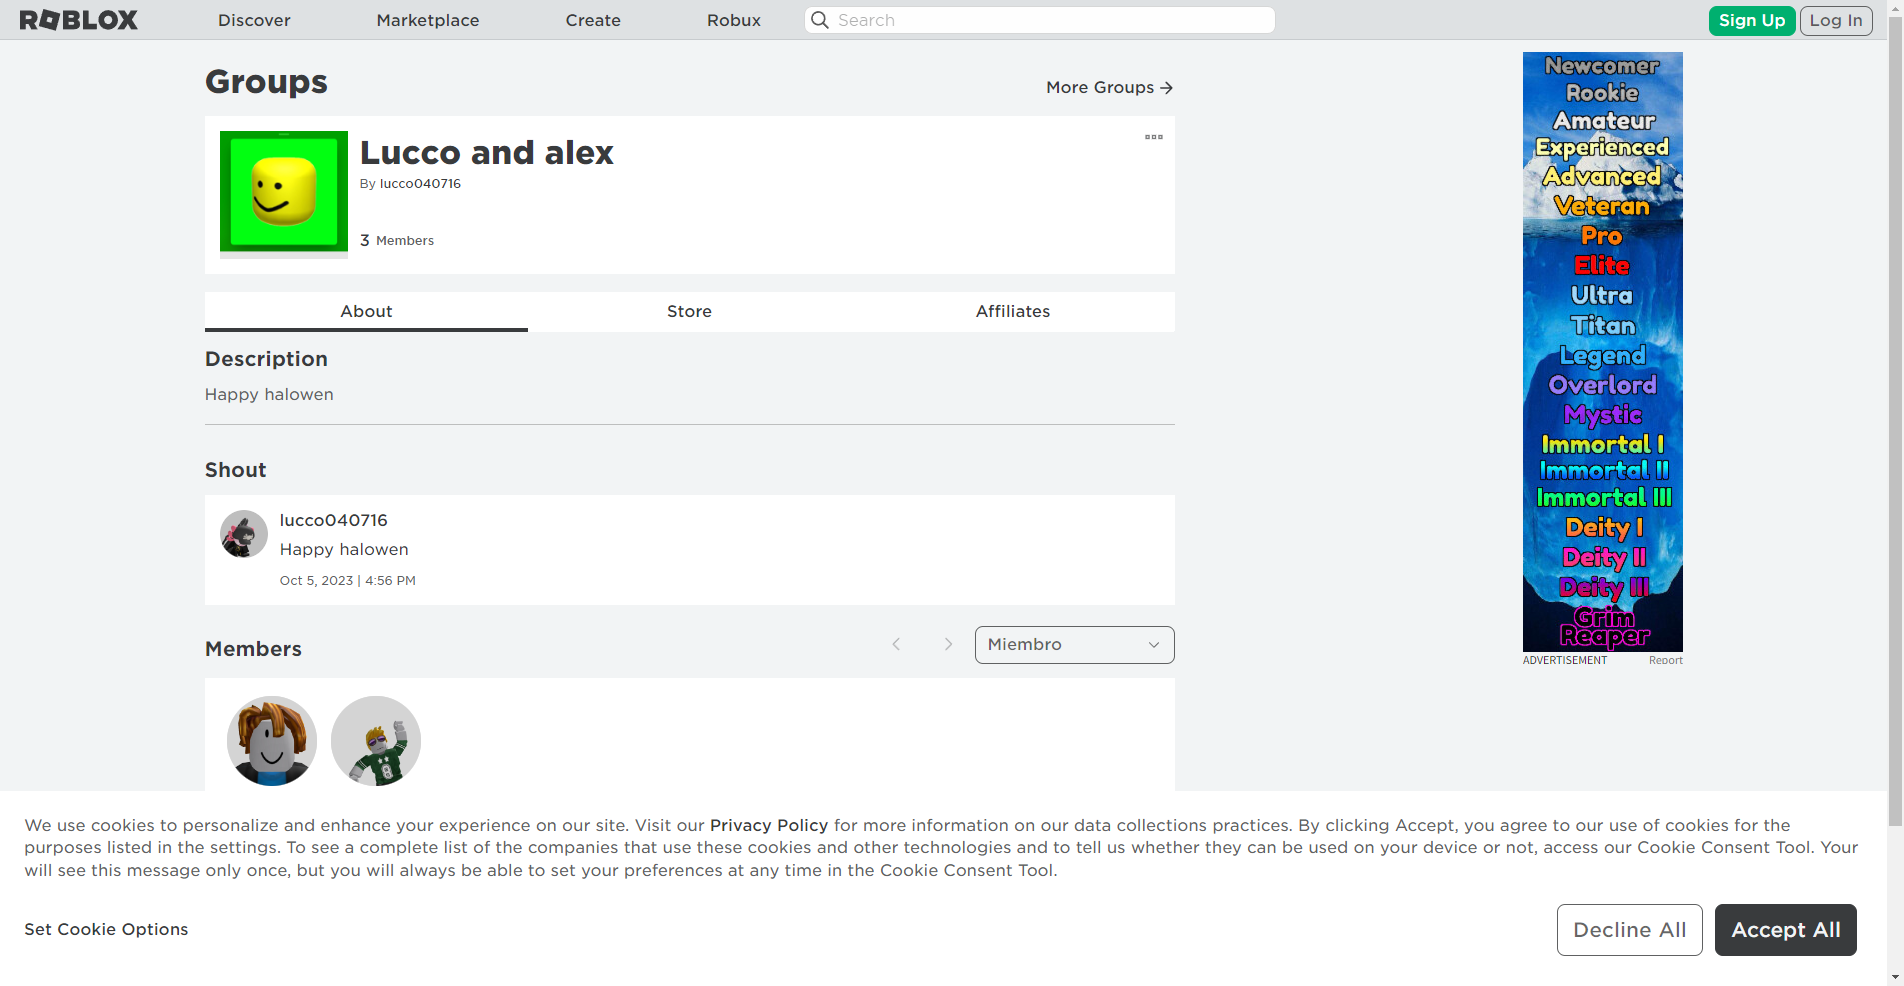 ROBLOX Discover Marketplace Create Robux Search Sign Up Log In
Groups
More Groups
Lucco and alex
By lucco040716
3 Members
About Store Affiliates
Description
Happy halowen
Shout
lucco040716
Happy halowen
Oct 5, 2023 | 4:56 PM
Members
Miembro
Newcomer
Rookie
Amateur
Experienced
Advanced
Veteran
Pro
Elite
Ultra
Titan
Legend
Overlord
Mystic
Immortal I
Immortal II
Immortal III
Deity I
Deity II
Deity III
Grim
Reaper
ADVERTISEMENT Report
8
We use cookies to personalize and enhance your experience on our site. Visit our Privacy Policy for more information on our data collections practices. By clicking Accept, you agree to our use of cookies for the
purposes listed in the settings. To see a complete list of the companies that use these cookies and other technologies and to tell us whether they can be used on your device or not, access our Cookie Consent Tool. Your
will see this message only once, but you will always be able to set your preferences at any time in the Cookie Consent Tool.
Set Cookie Options
Decline All
Accept All